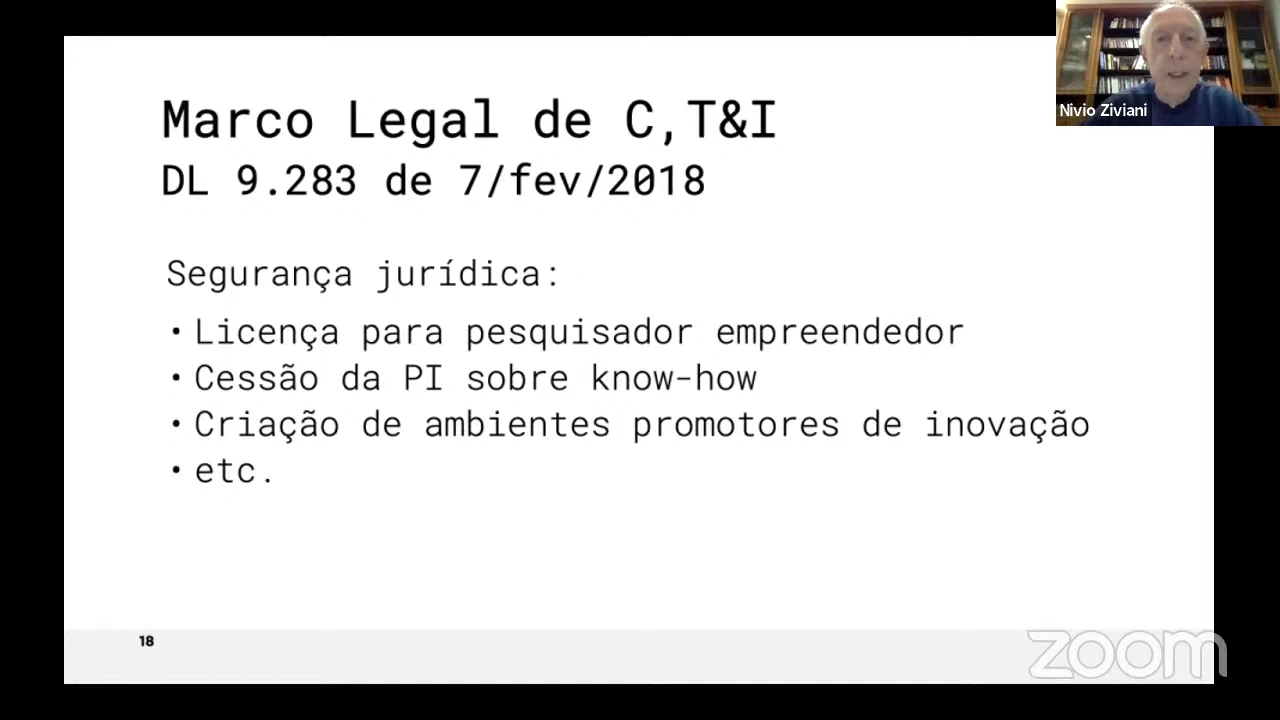 Marco Legal de C,T&I
DL 9.283 de 7/fev/2018
Segurança jurídica:
• Licença para pesquisador empreendedor
• Cessão da PI sobre know-how
• Criação de ambientes promotores de inovação
• etc.
18
Nivio Ziviani
zoom